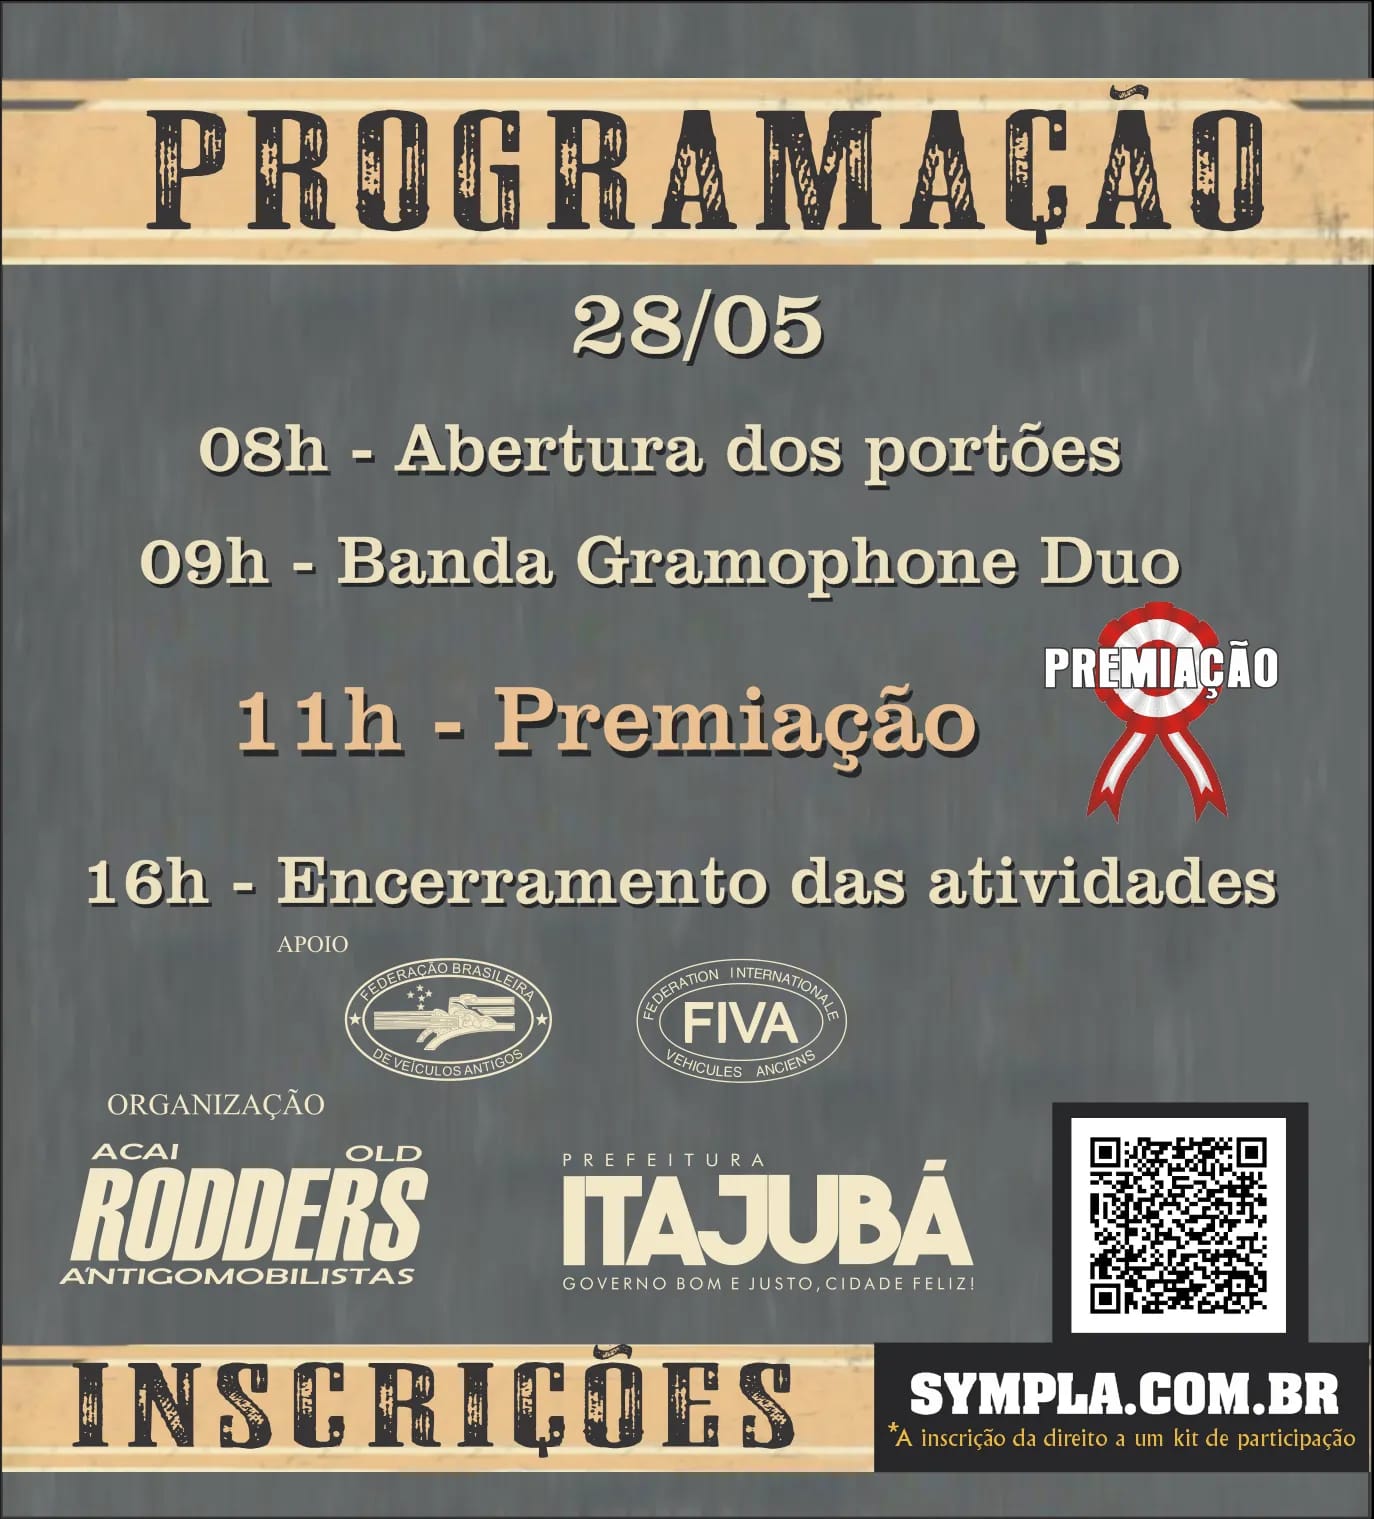 PROGRAMAÇÃO
28/05
08h - Abertura dos portões
09h - Banda Gramophone Duo
PREMIAÇÃO
11h - Premiação
16h - Encerramento das atividades
APOIO
FEDERAÇÃO BRASILEIRA
DE VEÍCULOS ANTIGOS
FEDERATION INTERNATIONALE
FIVA
VEHICULES ANCIENS
ORGANIZAÇÃO
ACAI OLD
RODDERS
ANTIGOMOBILISTAS
PREFEITURA
ITAJUBÁ
GOVERNO BOM E JUSTO, CIDADE FELIZ!
INSCRIÇÕES
SYMPLA.COM.BR
*A inscrição da direito a um kit de participação